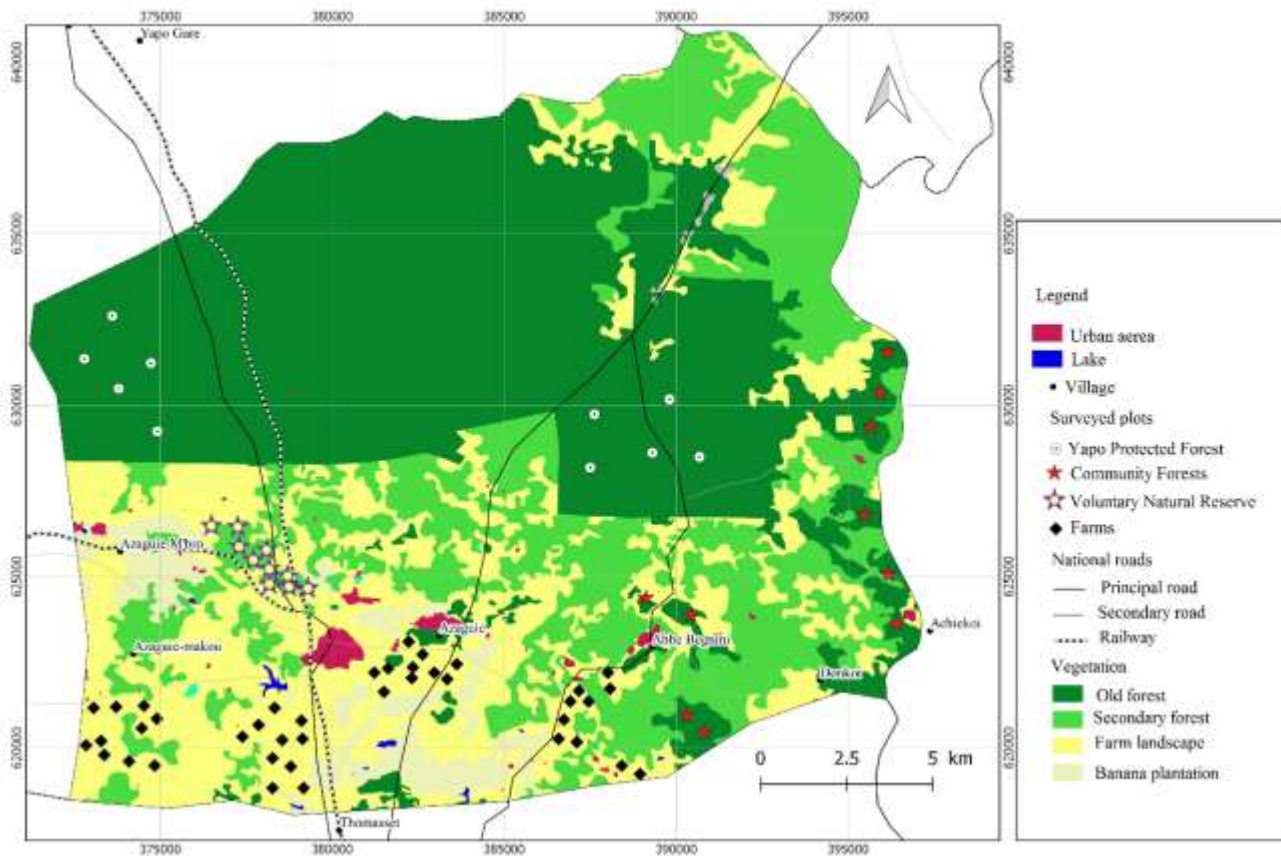 375000 380000 385000 390000 395000
Yapo Gare
640000 640000
635000 635000
630000 630000
625000 625000
620000 620000
Azaguie-makou
Azaguie
Abbe Begnini
Achiekoi
Donkoi
Thomasset
0 2.5 5 km
375000 380000 385000 390000 395000
Legend
Urban aerea
Lake
Village
Surveyed plots
Yapo Protected Forest
Community Forests
Voluntary Natural Reserve
Farms
National roads
Principal road
Secondary road
Railway
Vegetation
Old forest
Secondary forest
Farm landscape
Banana plantation